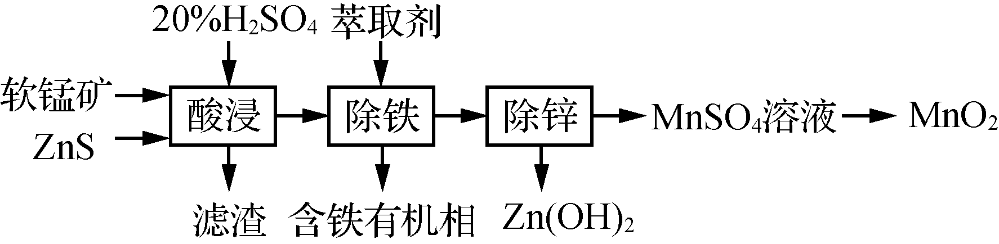 20%H₂SO₄ 萃取剂
软锰矿
ZnS
酸浸
除铁
除锌
MnSO₄溶液
MnO₂
滤渣
含铁有机相
Zn(OH)₂